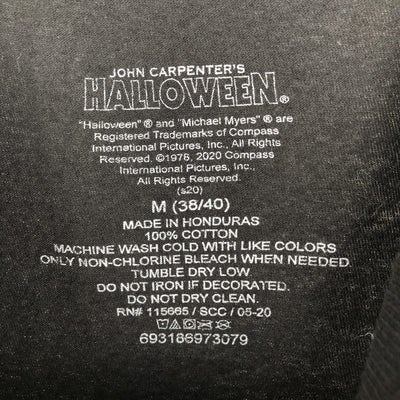 JOHN CARPENTER'S
HALLOWEEN®
"Halloween" ® and "Michael Myers" ® are
Registered Trademarks of Compass
International Pictures, Inc., All Rights
Reserved. ©1978, 2020 Compass
International Pictures, Inc.,
All Rights Reserved.
(s20)
M (38/40)
MADE IN HONDURAS
100% COTTON
MACHINE WASH COLD WITH LIKE COLORS
ONLY NON-CHLORINE BLEACH WHEN NEEDED
TUMBLE DRY LOW
DO NOT IRON IF DECORATED.
DO NOT DRY CLEAN.
RN# 115665 / SCC / 05-20
693186973079